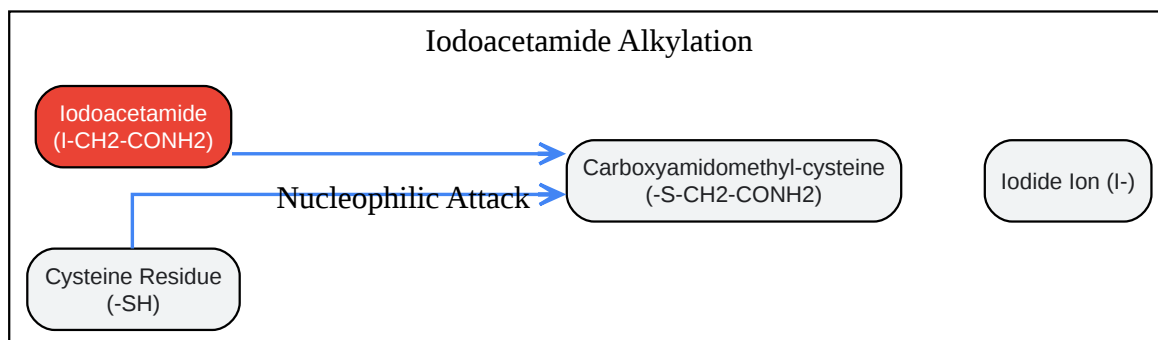 Iodoacetamide Alkylation
Iodoacetamide
(I-CH2-CONH2)
Carboxyamidomethyl-cysteine
(-S-CH2-CONH2)
Iodide Ion (I-)
Nucleophilic Attack
Cysteine Residue
(-SH)